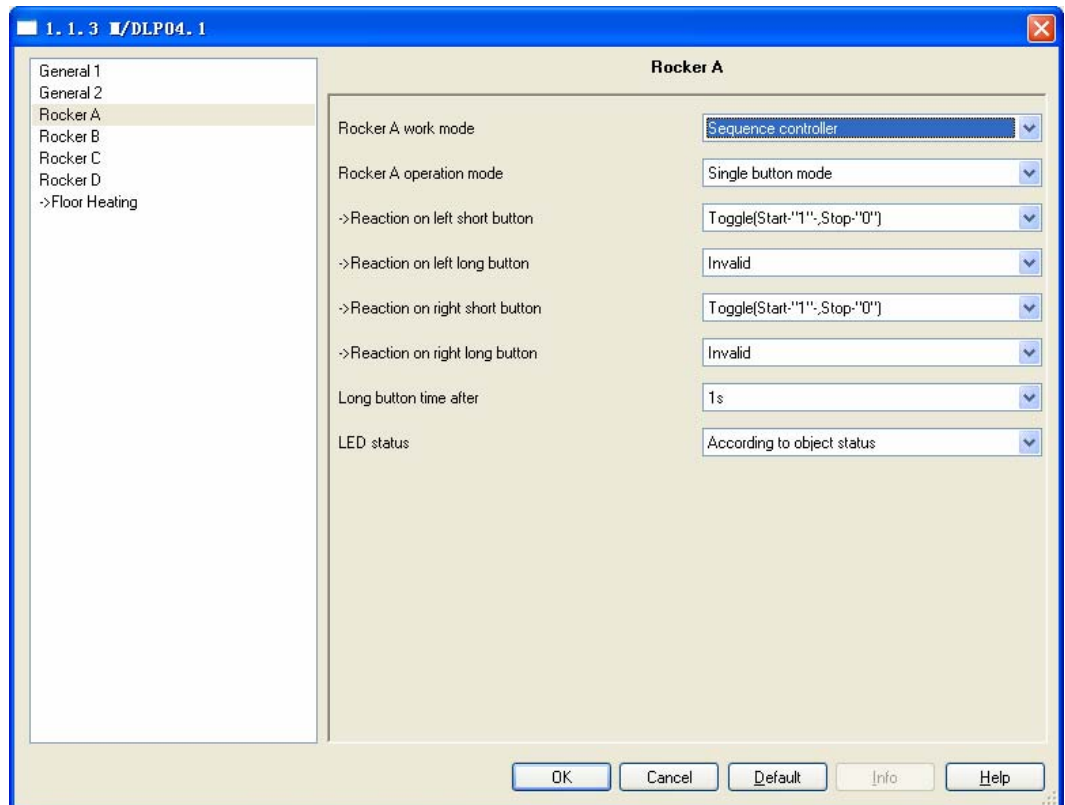 1.1.3 M/DLP04.1
General 1
General 2
Rocker A
Rocker B
Rocker C
Rocker D
->Floor Heating
Rocker A
Rocker A work mode Sequence controller
Rocker A operation mode Single button mode
->Reaction on left short button Toggle(Start-"1"-,Stop-"0")
->Reaction on left long button Invalid
->Reaction on right short button Toggle(Start-"1"-,Stop-"0")
->Reaction on right long button Invalid
Long button time after 1s
LED status According to object status
OK Cancel Default Info Help